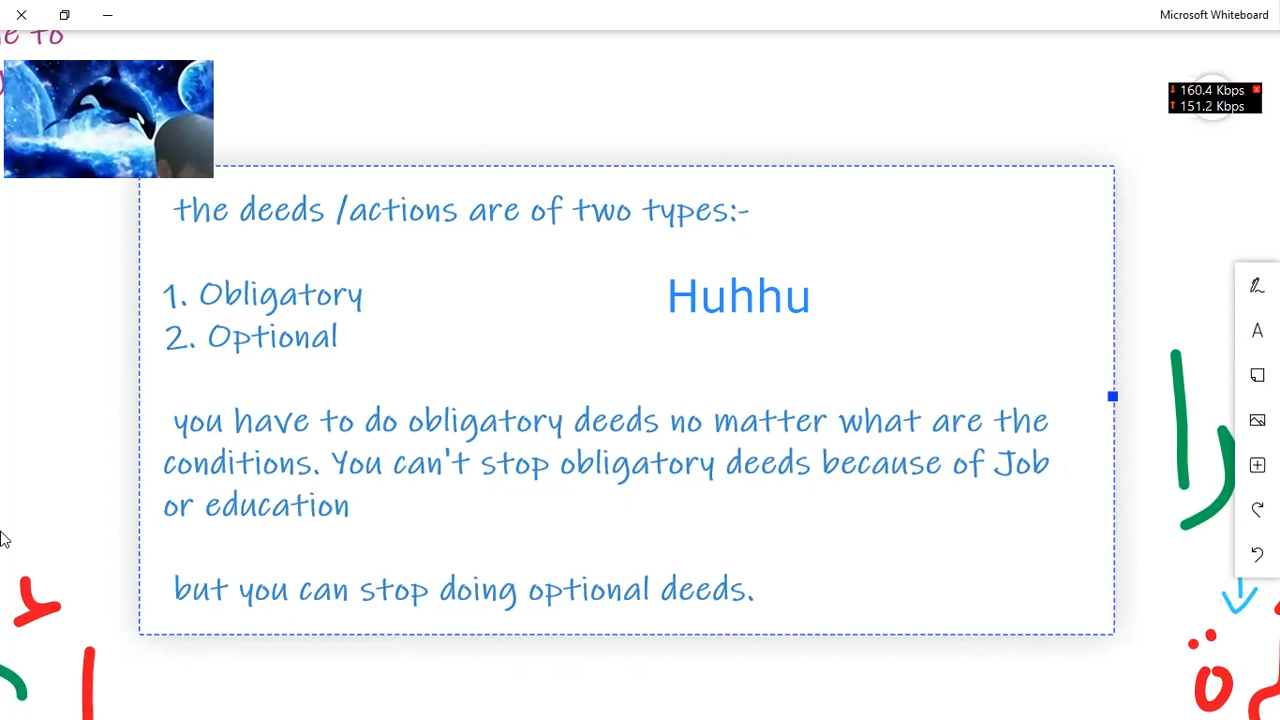 Microsoft Whiteboard
e to
160.4 Kbps
151.2 Kbps
the deeds /actions are of two types:-
1. Obligatory
Huhhu
2. Optional
you have to do obligatory deeds no matter what are the
conditions. You can't stop obligatory deeds because of Job
or education
but you can stop doing optional deeds.